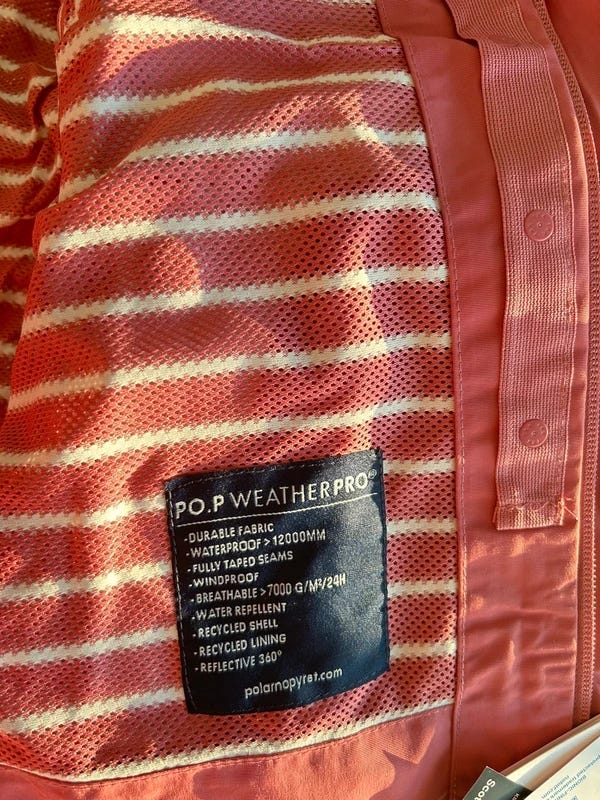 PO.P WEATHERPRO®
-DURABLE FABRIC
-WATERPROOF>12000MM
-FULLY TAPED SEAMS
-WINDPROOF
-BREATHABLE>7000 G/M²/24H
-WATER REPELLENT
-RECYCLED SHELL
-RECYCLED LINING
-REFLECTIVE 360°
polarnopyret.com
Sco